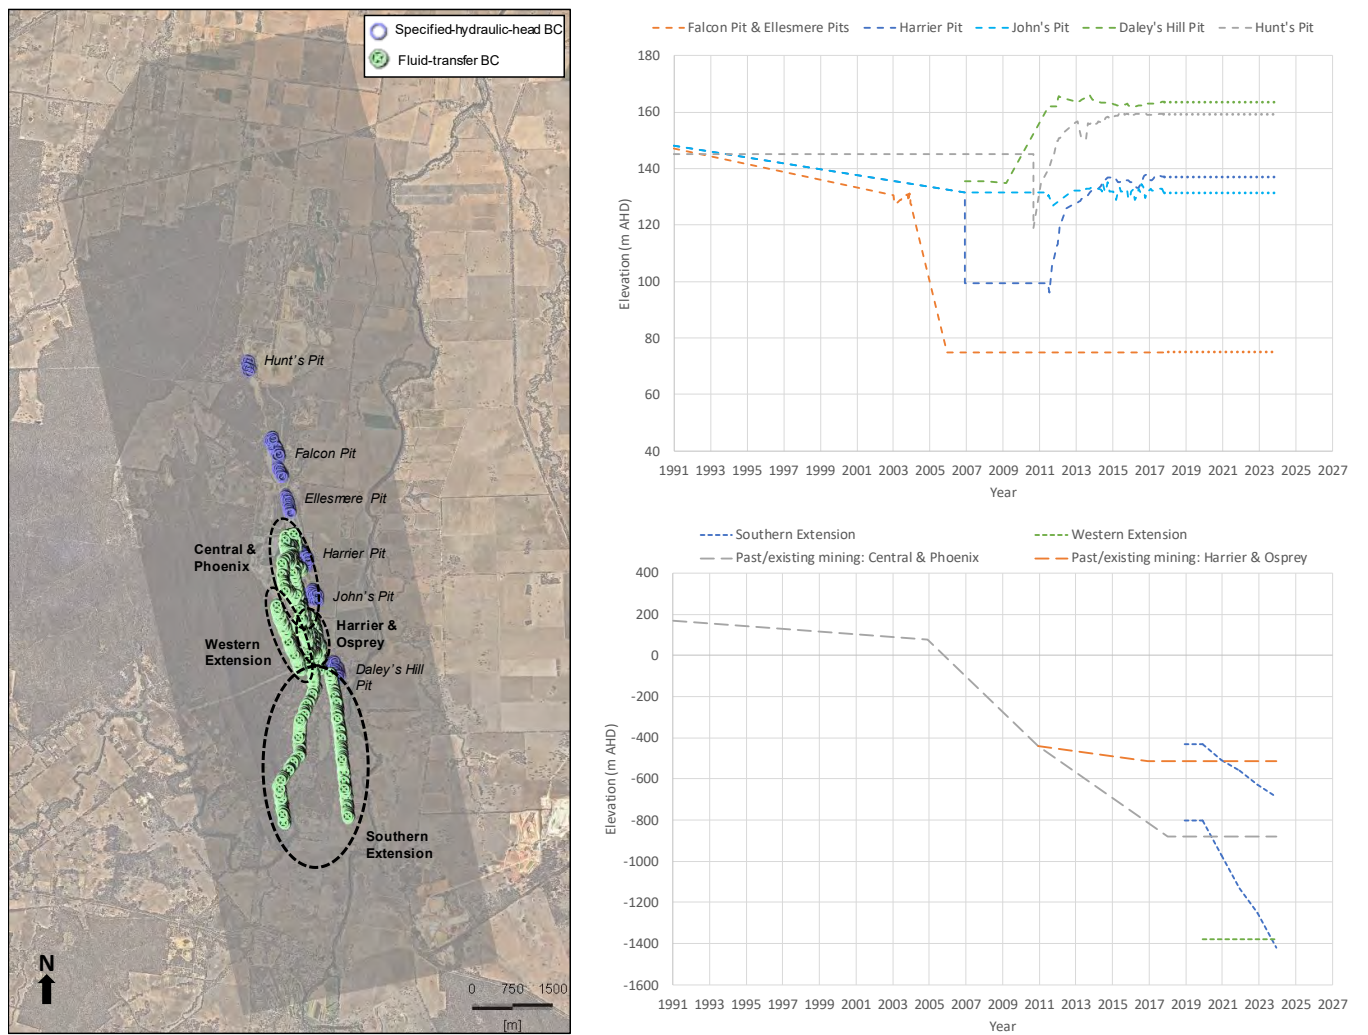 Specified-hydraulic-head BC
Fluid-transfer BC
Hunt's Pit
Falcon Pit
Ellesmere Pit
Central &
Phoenix
Harrier Pit
John's Pit
Harrier &
Osprey
Western
Extension
Daley's Hill
Pit
Southern
Extension
N
0 750 1500
[m]
Falcon Pit & Ellesmere Pits Harrier Pit John's Pit Daley's Hill Pit Hunt's Pit
180
160
140
120
100
80
60
40
Elevation (m AHD)
1991 1993 1995 1997 1999 2001 2003 2005 2007 2009 2011 2013 2015 2017 2019 2021 2023 2025 2027
Year
Southern Extension Western Extension
Past/existing mining: Central & Phoenix Past/existing mining: Harrier & Osprey
400
200
0
-200
-400
-600
-800
-1000
-1200
-1400
-1600
Elevation (m AHD)
1991 1993 1995 1997 1999 2001 2003 2005 2007 2009 2011 2013 2015 2017 2019 2021 2023 2025 2027
Year